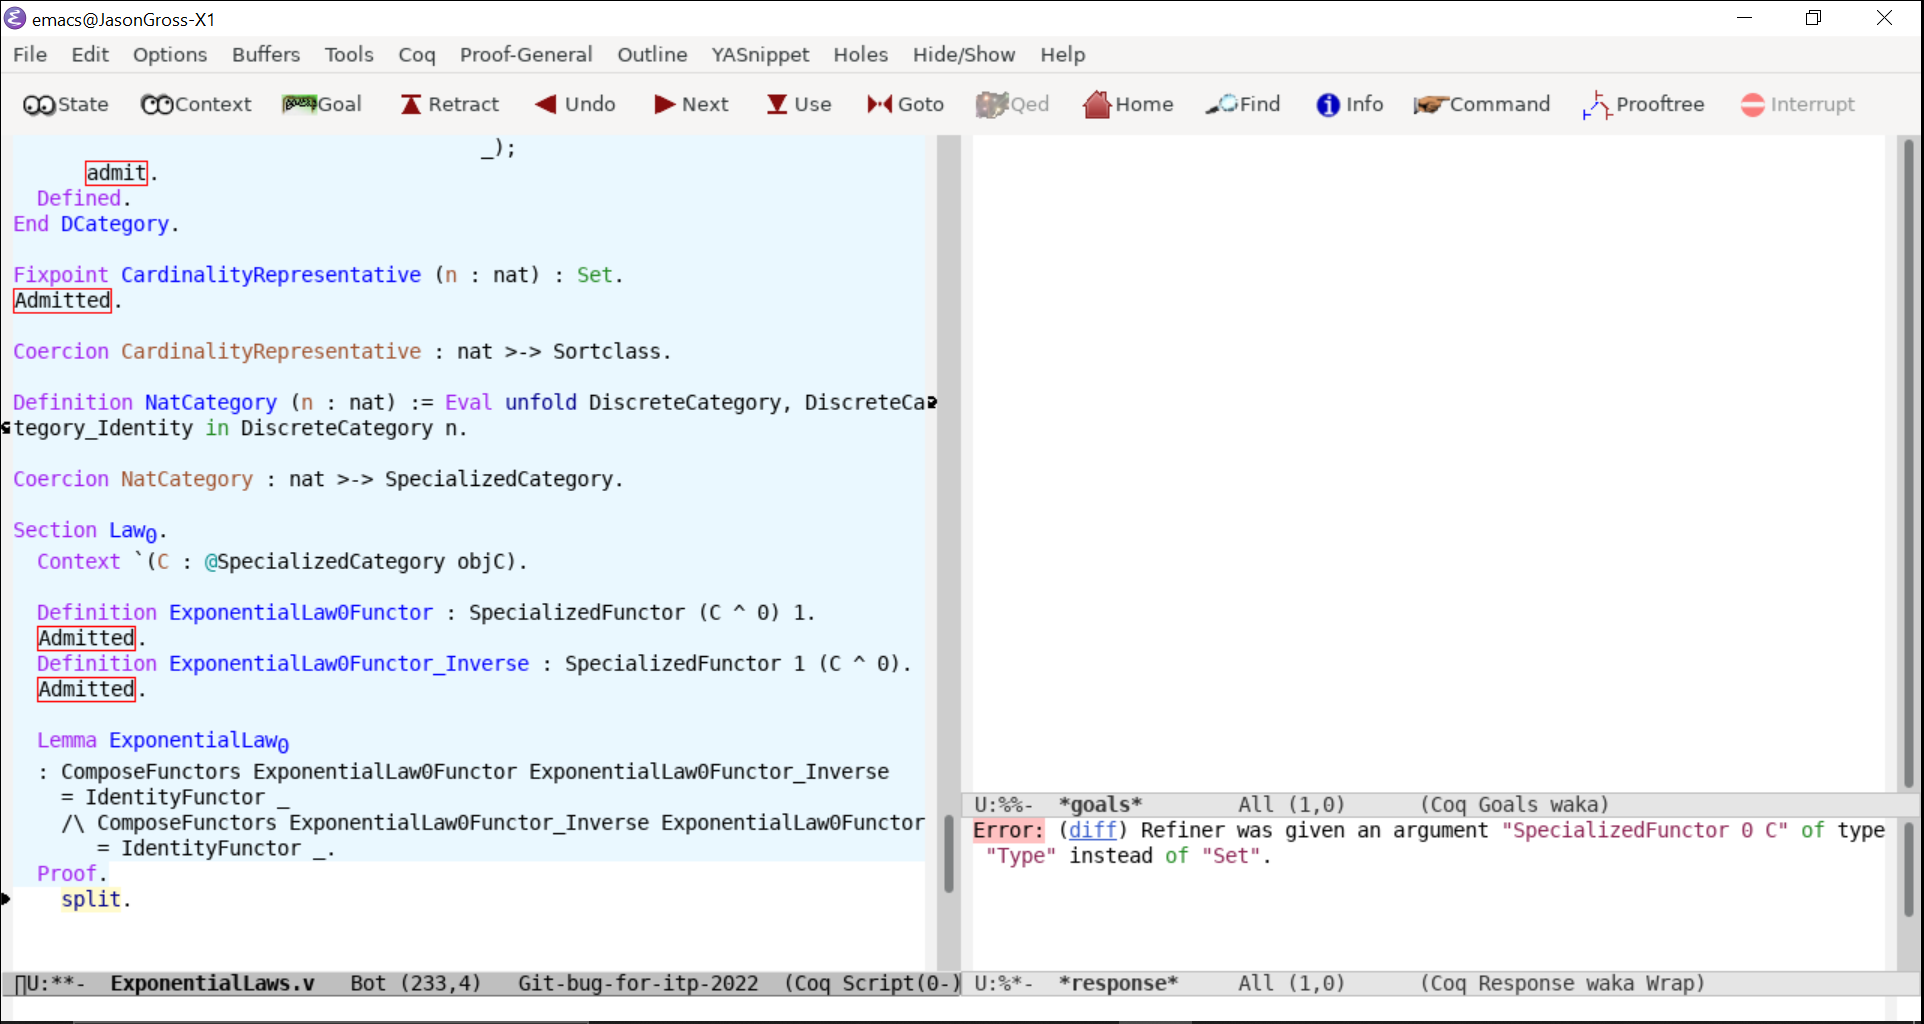 emacs@JasonGross-X1
File Edit Options Buffers Tools Coq Proof-General Outline YASnippet Holes Hide/Show Help
State Context Goal Retract Undo Next Use Goto Qed Home Find Info Command Prooftree Interrupt
_);
admit.
Defined.
End DCategory.
Fixpoint CardinalityRepresentative (n : nat) : Set.
Admitted.
Coercion CardinalityRepresentative : nat >-> Sortclass.
Definition NatCategory (n : nat) := Eval unfold DiscreteCategory, DiscreteCa
tegory_Identity in DiscreteCategory n.
Coercion NatCategory : nat >-> SpecializedCategory.
Section Law₀.
Context `(C : @SpecializedCategory objC).
Definition ExponentialLaw0Functor : SpecializedFunctor (C ^ 0) 1.
Admitted.
Definition ExponentialLaw0Functor_Inverse : SpecializedFunctor 1 (C ^ 0).
Admitted.
Lemma ExponentialLaw₀
: ComposeFunctors ExponentialLaw0Functor ExponentialLaw0Functor_Inverse
= IdentityFunctor _
/\ ComposeFunctors ExponentialLaw0Functor_Inverse ExponentialLaw0Functor
= IdentityFunctor _.
Proof.
split.
U:**- ExponentialLaws.v Bot (233,4) Git-bug-for-itp-2022 (Coq Script(0-)
U:%%- *goals* All (1,0) (Coq Goals waka)
Error: (diff) Refiner was given an argument "SpecializedFunctor 0 C" of type
"Type" instead of "Set".
U:%*- *response* All (1,0) (Coq Response waka Wrap)